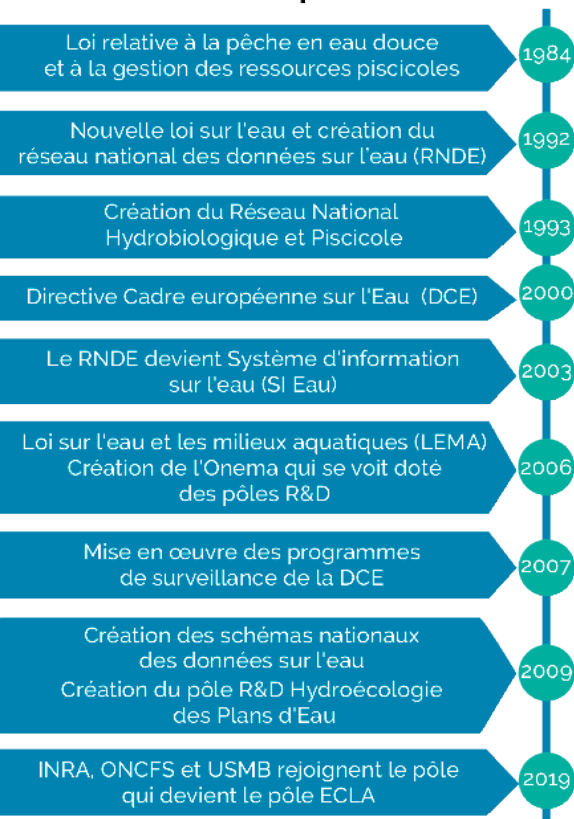 Loi relative à la pêche en eau douce
et à la gestion des ressources piscicoles
1984
Nouvelle loi sur l'eau et création du
réseau national des données sur l'eau (RNDE)
1992
Création du Réseau National
Hydrobiologique et Piscicole
1993
Directive Cadre européenne sur l'Eau (DCE)
2000
Le RNDE devient Système d'information
sur l'eau (SI Eau)
2003
Loi sur l'eau et les milieux aquatiques (LEMA)
Création de l'Onema qui se voit doté
des pôles R&D
2006
Mise en œuvre des programmes
de surveillance de la DCE
2007
Création des schémas nationaux
des données sur l'eau
Création du pôle R&D Hydroécologie
des Plans d'Eau
2009
INRA, ONCFS et USMB rejoignent le pôle
qui devient le pôle ECLA
2019